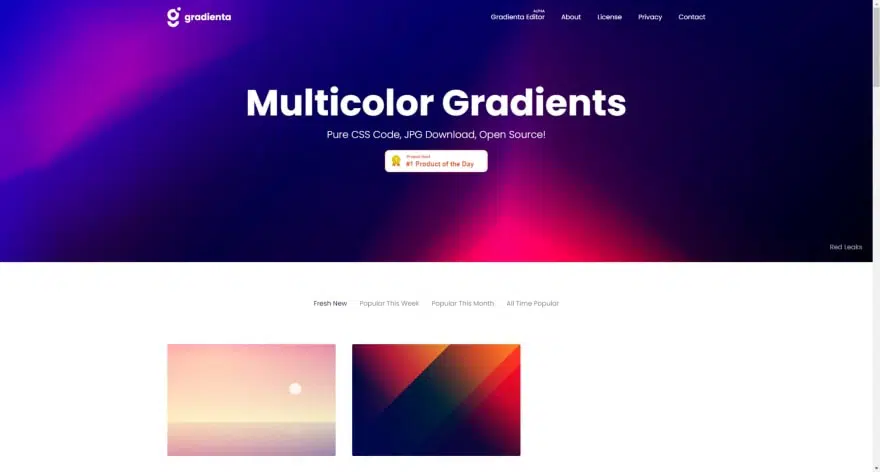 gradienta
Gradienta Editor
ALPHA
About
License
Privacy
Contact
Multicolor Gradients
Pure CSS Code, JPG Download, Open Source!
Product Hunt
#1 Product of the Day
Red Leaks
Fresh New
Popular This Week
Popular This Month
All Time Popular